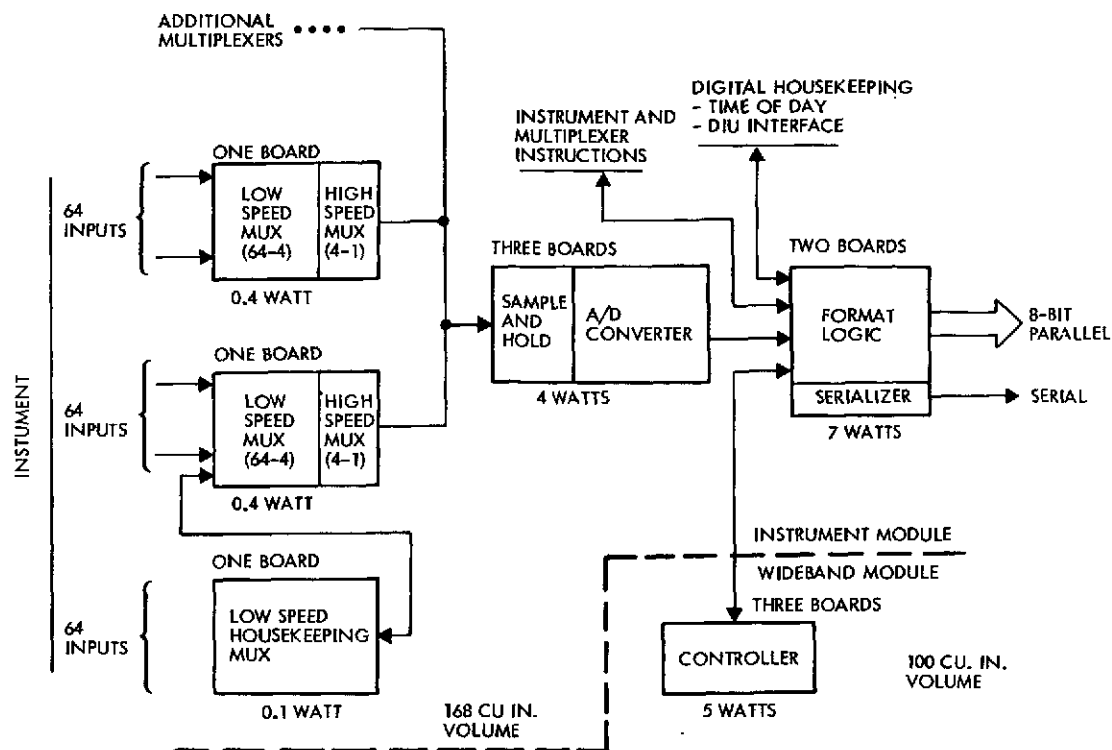 ADDITIONAL
MULTIPLEXERS ••••
DIGITAL HOUSEKEEPING
- TIME OF DAY
- DIU INTERFACE
INSTRUMENT AND
MULTIPLEXER
INSTRUCTIONS
ONE BOARD
64
INPUTS
LOW
SPEED
MUX
(64-4)
HIGH
SPEED
MUX
(4-1)
0.4 WATT
THREE BOARDS
SAMPLE
AND
HOLD
A/D
CONVERTER
4 WATTS
TWO BOARDS
FORMAT
LOGIC
SERIALIZER
7 WATTS
8-BIT
PARALLEL
SERIAL
ONE BOARD
64
INPUTS
LOW
SPEED
MUX
(64-4)
HIGH
SPEED
MUX
(4-1)
0.4 WATT
INSTUMENT
ONE BOARD
64
INPUTS
LOW SPEED
HOUSEKEEPING
MUX
0.1 WATT
168 CU IN.
VOLUME
INSTRUMENT MODULE
WIDEBAND MODULE
THREE BOARDS
CONTROLLER
5 WATTS
100 CU. IN.
VOLUME